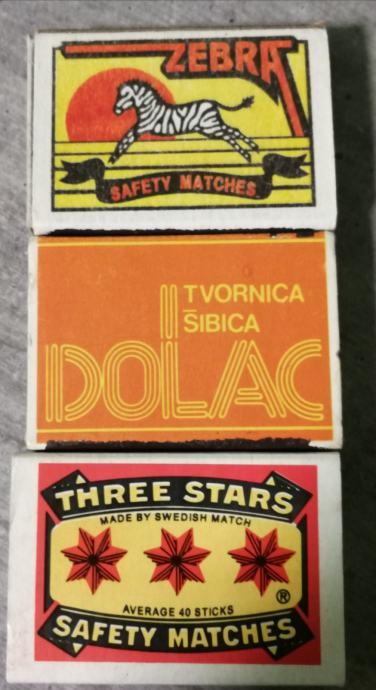 ZEBRA
SAFETY MATCHES
TVORNICA
ŠIBICA
DOLAC
THREE STARS
MADE BY SWEDISH MATCH
®
AVERAGE 40 STICKS
SAFETY MATCHES